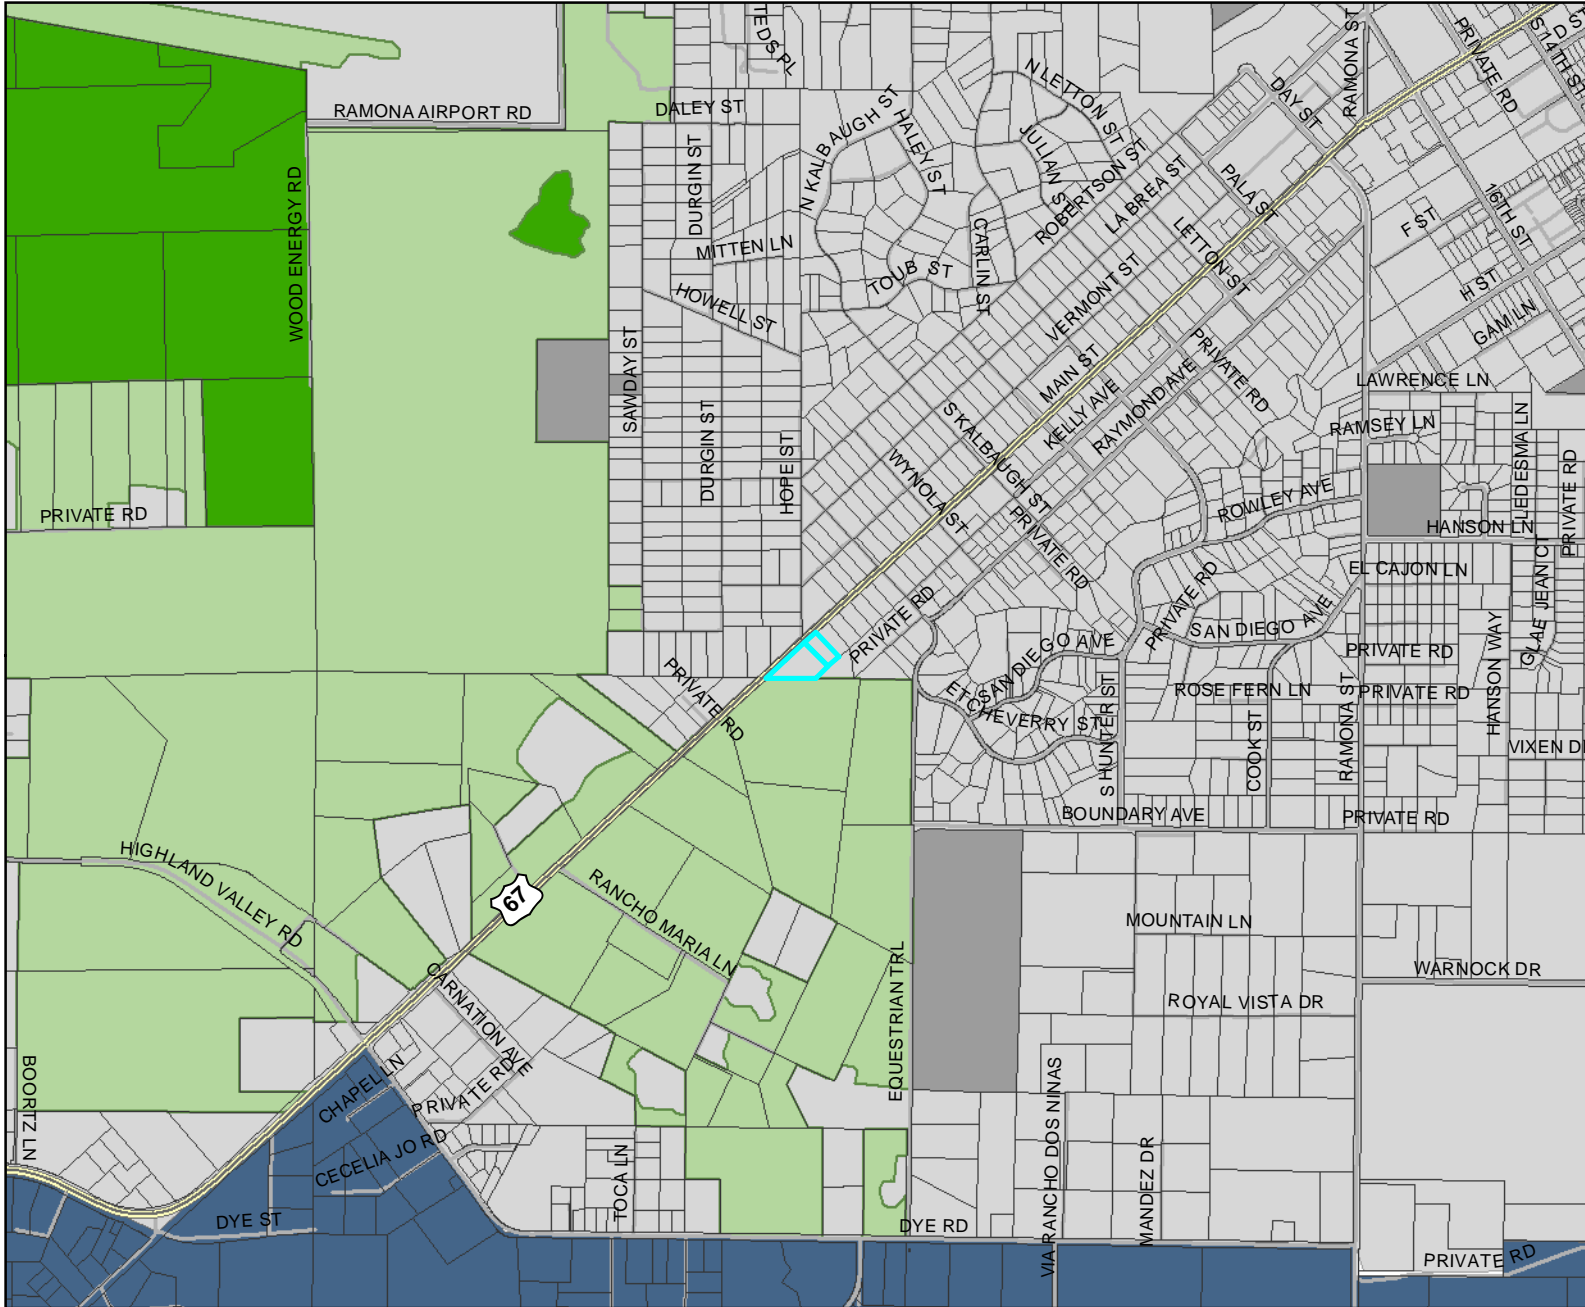 TEDS PL
RAMONA ST
PRIVATE RD
S 14TH ST
D ST
RAMONA AIRPORT RD
DALEY ST
N LETTON ST
DAY ST
N KALBAUGH ST
HALEY ST
JULIAN ST
ROBERTSON ST
LA BREA ST
PALA ST
DURGIN ST
WOOD ENERGY RD
MITTEN LN
CARLIN ST
LETTON ST
16TH ST
F ST
TOUB ST
VERMONT ST
H ST
HOWELL ST
GAM LN
SAWDAY ST
MAIN ST
PRIVATE RD
LAWRENCE LN
KELLY AVE
RAYMOND AVE
RAMSEY LN
LEDESMA LN
S KALBAUGH ST
DURGIN ST
HOPE ST
WYNOLA ST
PRIVATE RD
ROWLEY AVE
PRIVATE RD
HANSON LN
PRIVATE RD
EL CAJON LN
GLAE JEAN CT
PRIVATE RD
PRIVATE RD
SAN DIEGO AVE
SAN DIEGO AVE
PRIVATE RD
HANSON WAY
PRIVATE RD
ETCHEVERRY ST
ROSE FERN LN
PRIVATE RD
S HUNTER ST
COOK ST
RAMONA ST
VIXEN D
BOUNDARY AVE
PRIVATE RD
HIGHLAND VALLEY RD
67
RANCHO MARIA LN
MOUNTAIN LN
CARNATION AVE
EQUESTRIAN TRL
WARNOCK DR
ROYAL VISTA DR
BOORTZ LN
CHAPEL LN
PRIVATE RD
CECELIA JO RD
TOCA LN
VIA RANCHO DOS NINAS
MANDEZ DR
DYE ST
DYE RD
PRIVATE RD